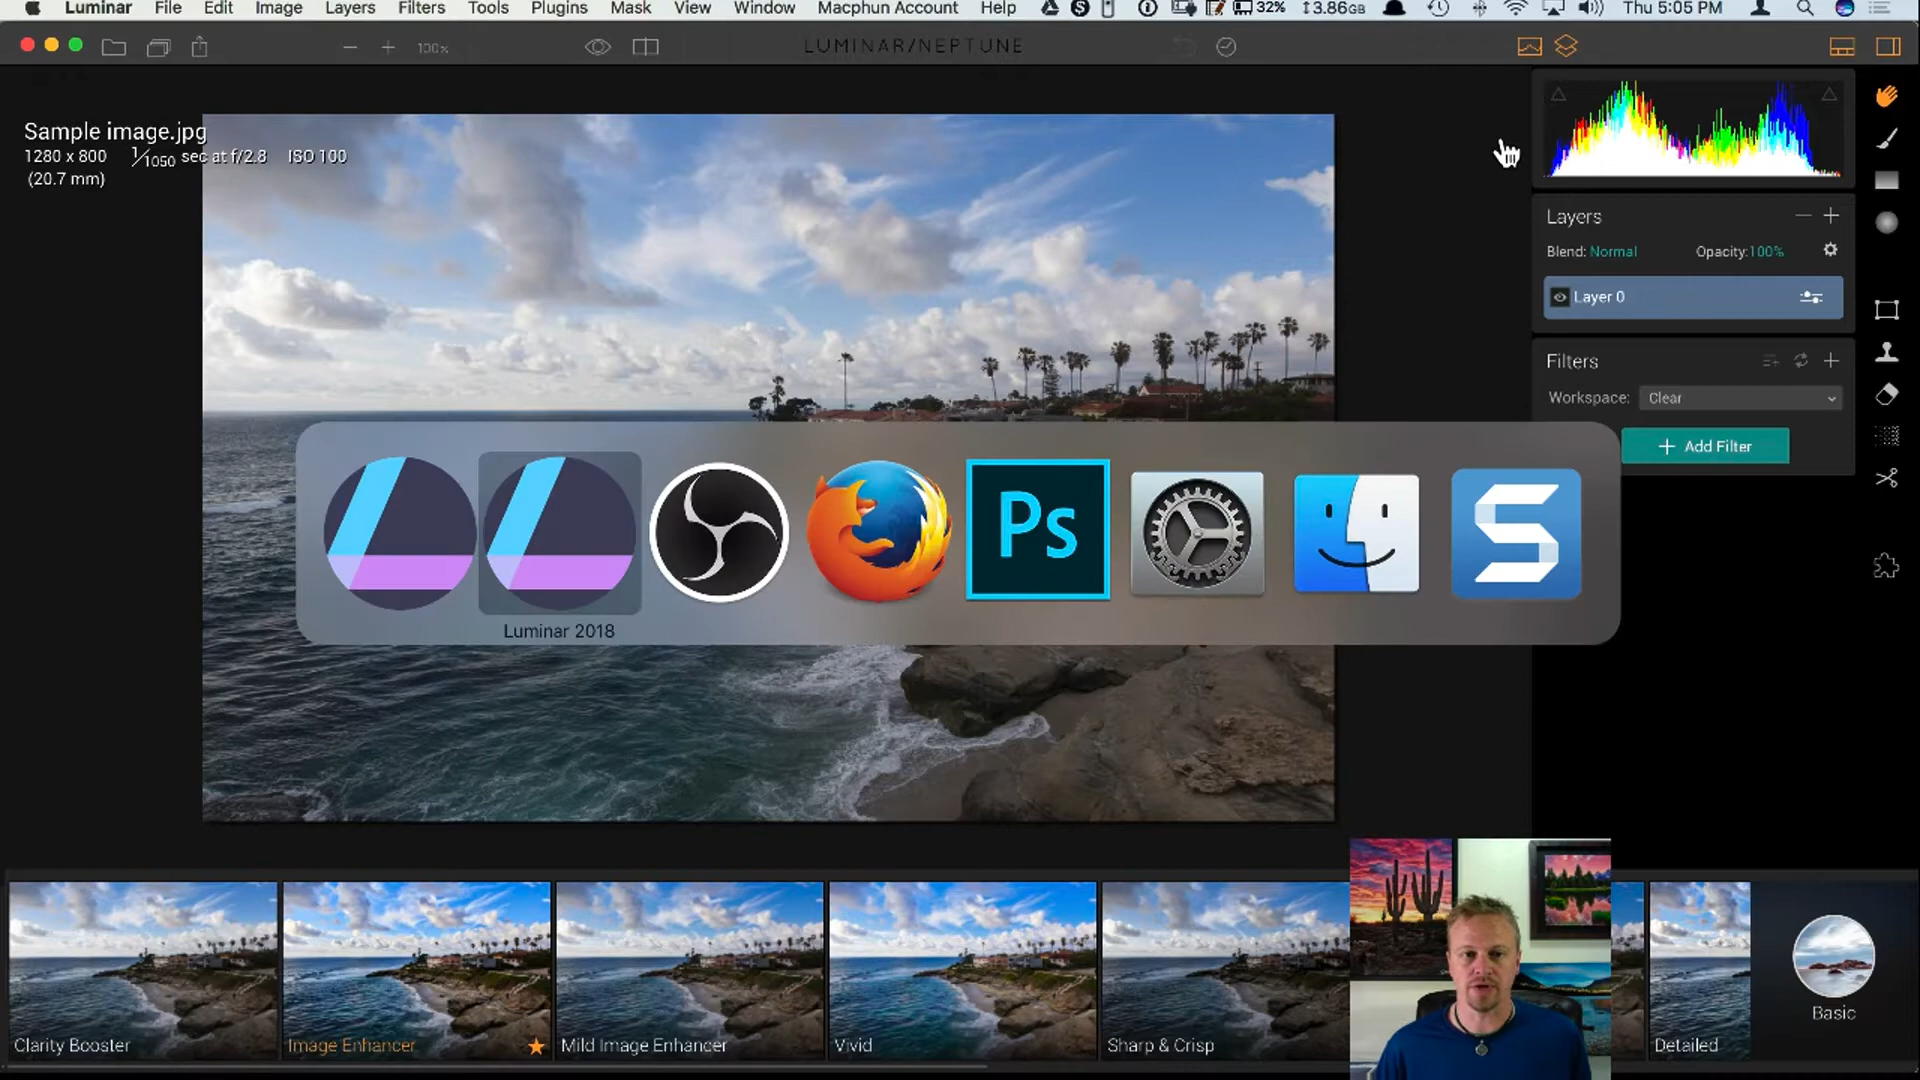 Luminar File Edit Image Layers Filters Tools Plugins Mask View Window Macphun Account Help 32% 3.86GB Thu 5:05 PM
100% LUMINAR/NEPTUNE
Sample image.jpg
1280 x 800 1/1050 sec at f/2.8 ISO 100
(20.7 mm)
Layers
Blend: Normal Opacity:100%
Layer 0
Filters
Workspace: Clear
+ Add Filter
Ps
S
Luminar 2018
Clarity Booster
Image Enhancer
Mild Image Enhancer
Vivid
Sharp & Crisp
Detailed
Basic